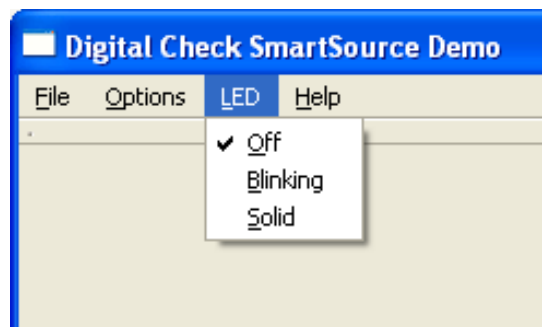 Digital Check SmartSource Demo
File Options LED Help
Off
Blinking
Solid